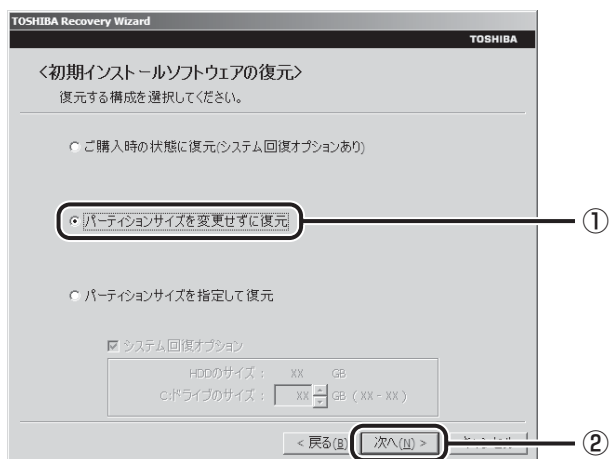 TOSHIBA Recovery Wizard
TOSHIBA
<初期インストールソフトウェアの復元>
復元する構成を選択してください。
ご購入時の状態に復元(システム回復オプションあり)
パーティションサイズを変更せずに復元
①
パーティションサイズを指定して復元
システム回復オプション
HDDのサイズ : XX GB
C:ドライブのサイズ : XX GB ( XX - XX )
< 戻る(B) 次へ(N) > キャンセル
②